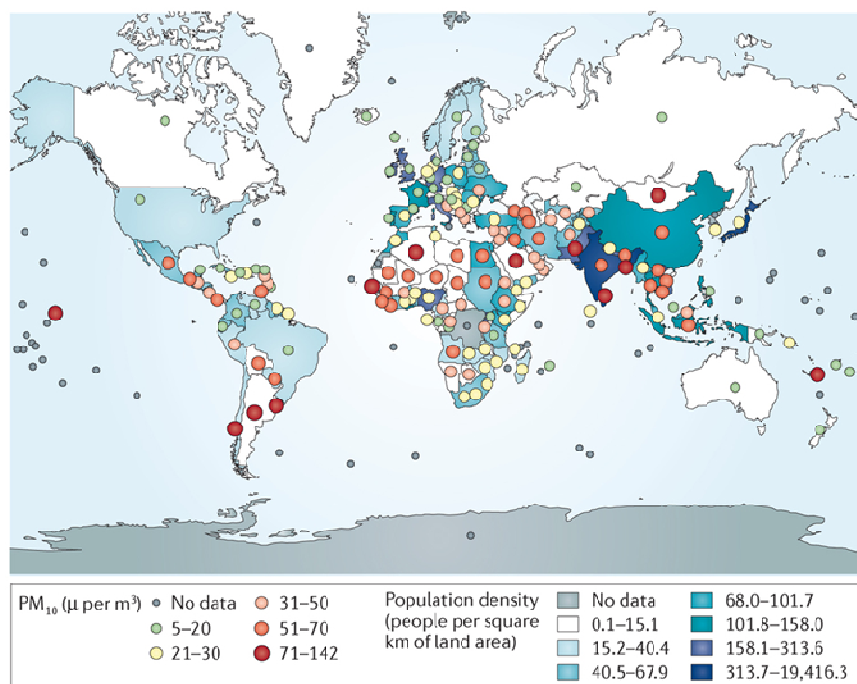 PM₁₀ (μ per m³)
No data
5–20
21–30
31–50
51–70
71–142
Population density
(people per square
km of land area)
No data
0.1–15.1
15.2–40.4
40.5–67.9
68.0–101.7
101.8–158.0
158.1–313.6
313.7–19,416.3